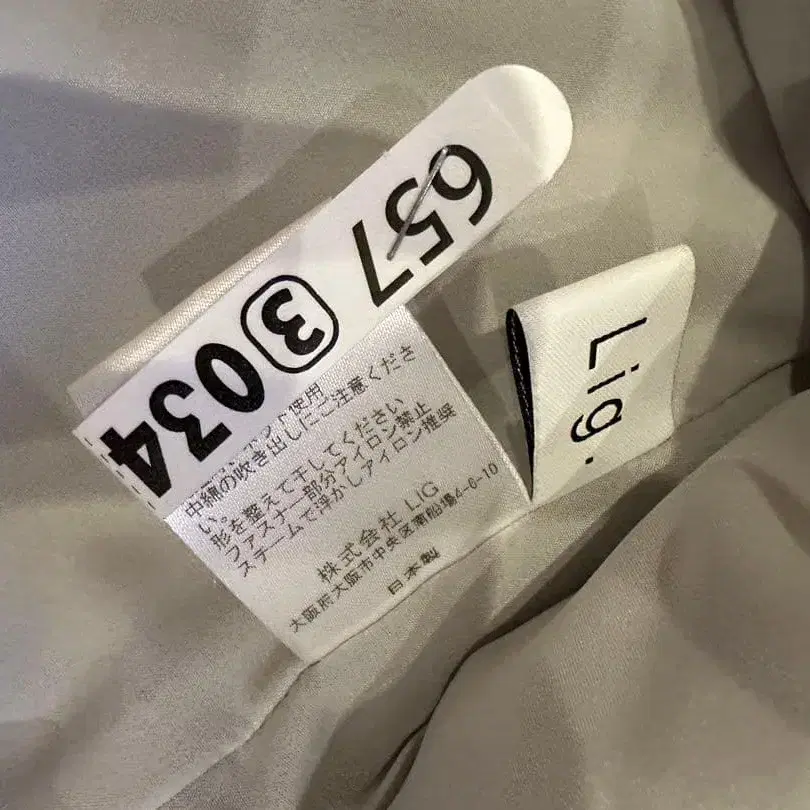 657 3 034
使用
中綿の吹き出しにご注意くださ
い。
形を整えて干してください
ファスナー部分アイロン禁止
スチームで浮かしアイロン推奨
株式会社 LIG
大阪府大阪市中央区南船場4-6-10
日本製
Lig.